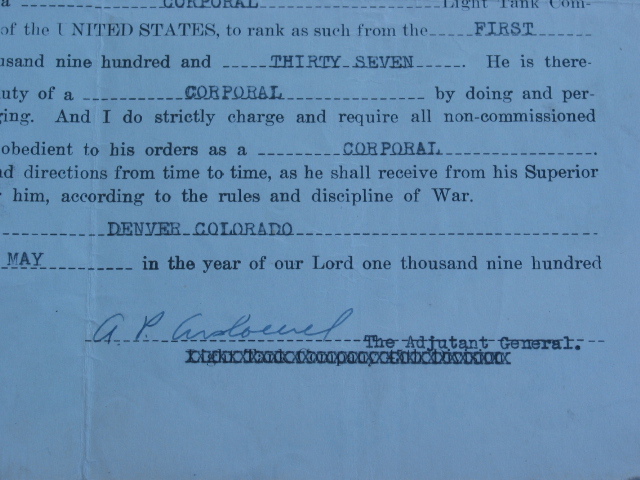 a CORPORAL Light Tank Com-
of the UNITED STATES, to rank as such from the FIRST
usand nine hundred and THIRTY SEVEN. He is there-
uty of a CORPORAL by doing and per-
ging. And I do strictly charge and require all non-commissioned
obedient to his orders as a CORPORAL.
nd directions from time to time, as he shall receive from his Superior
him, according to the rules and discipline of War.
DENVER COLORADO
MAY in the year of our Lord one thousand nine hundred
A. P.
The Adjutant General.